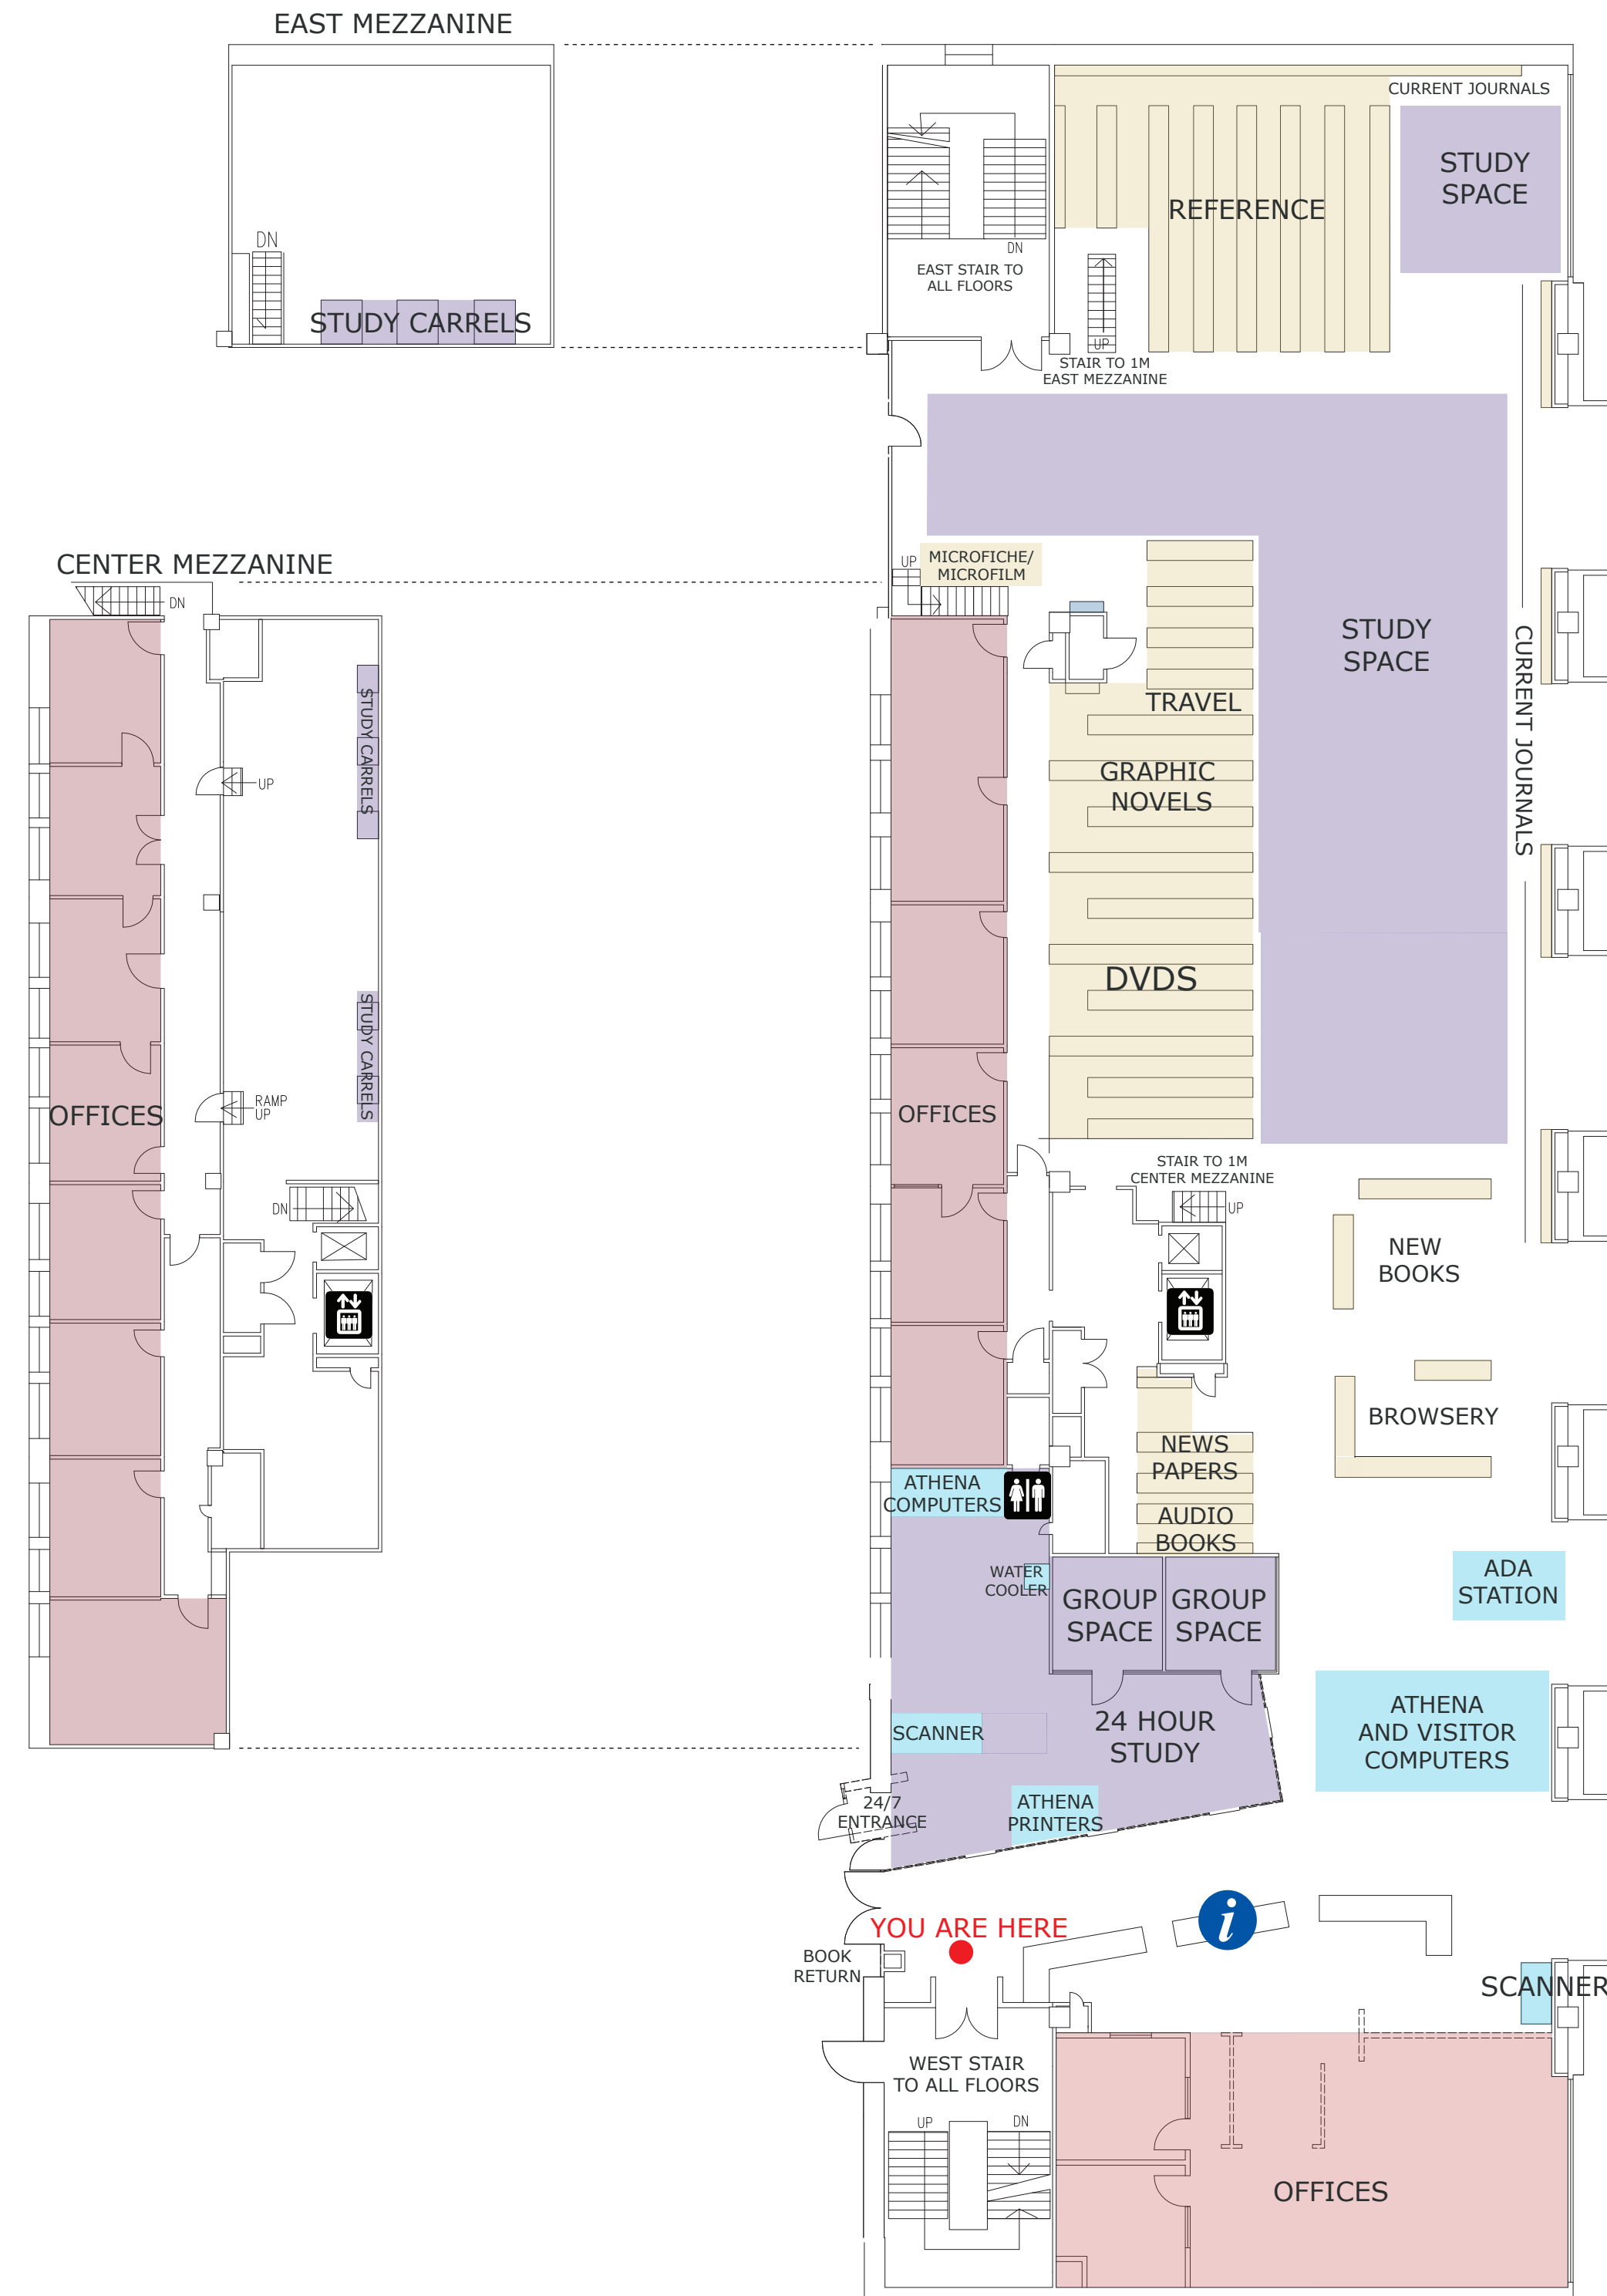 EAST MEZZANINE
CURRENT JOURNALS
STUDY
SPACE
REFERENCE
DN
DN
EAST STAIR TO
ALL FLOORS
STUDY CARRELS
UP
STAIR TO 1M
EAST MEZZANINE
CENTER MEZZANINE
UP
MICROFICHE/
MICROFILM
DN
STUDY
SPACE
CURRENT JOURNALS
STUDY CARRELS
TRAVEL
UP
GRAPHIC
NOVELS
DVDS
STUDY CARRELS
RAMP
UP
OFFICES
OFFICES
STAIR TO 1M
CENTER MEZZANINE
DN
UP
NEW
BOOKS
BROWSERY
NEWS
PAPERS
ATHENA
COMPUTERS
AUDIO
BOOKS
WATER
COOLER
GROUP
SPACE
GROUP
SPACE
ADA
STATION
24 HOUR
STUDY
SCANNER
ATHENA
AND VISITOR
COMPUTERS
24/7
ENTRANCE
ATHENA
PRINTERS
i
YOU ARE HERE
BOOK
RETURN
SCANNER
WEST STAIR
TO ALL FLOORS
UP
DN
OFFICES